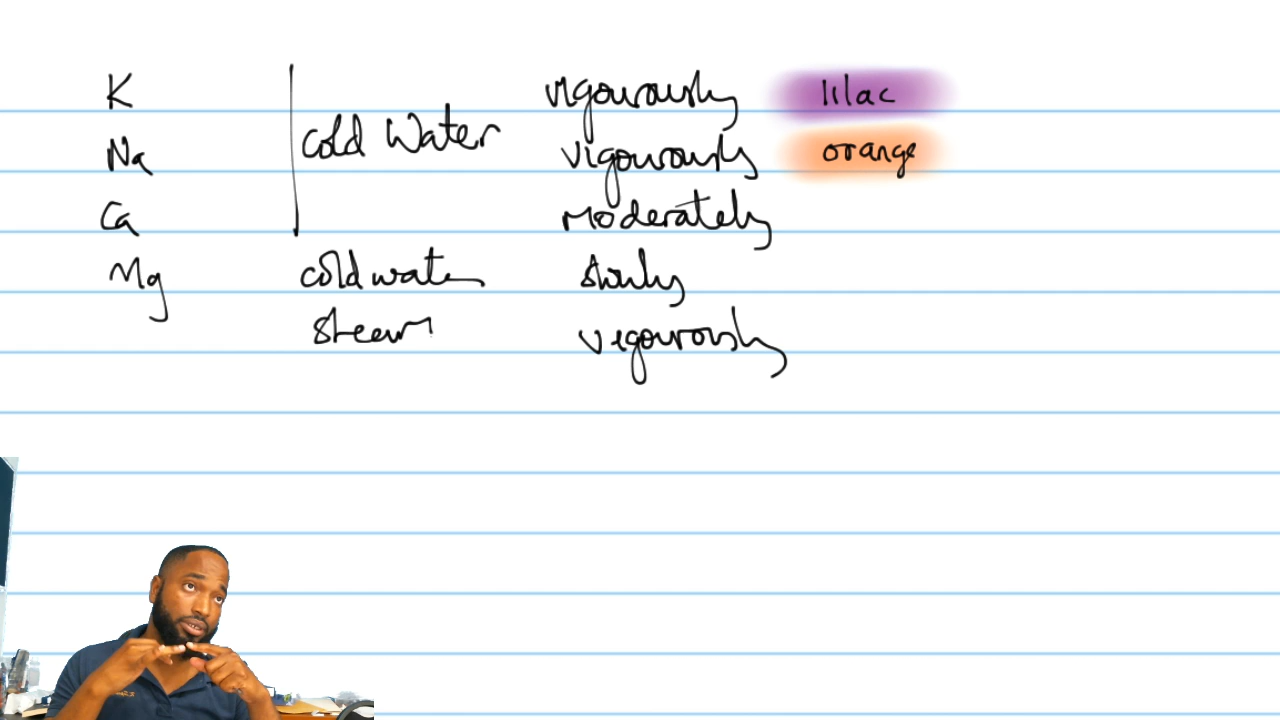 K cold Water vigourously lilac
Na vigourously orange
Ca Moderately
Mg cold water slowly
steam vigourously